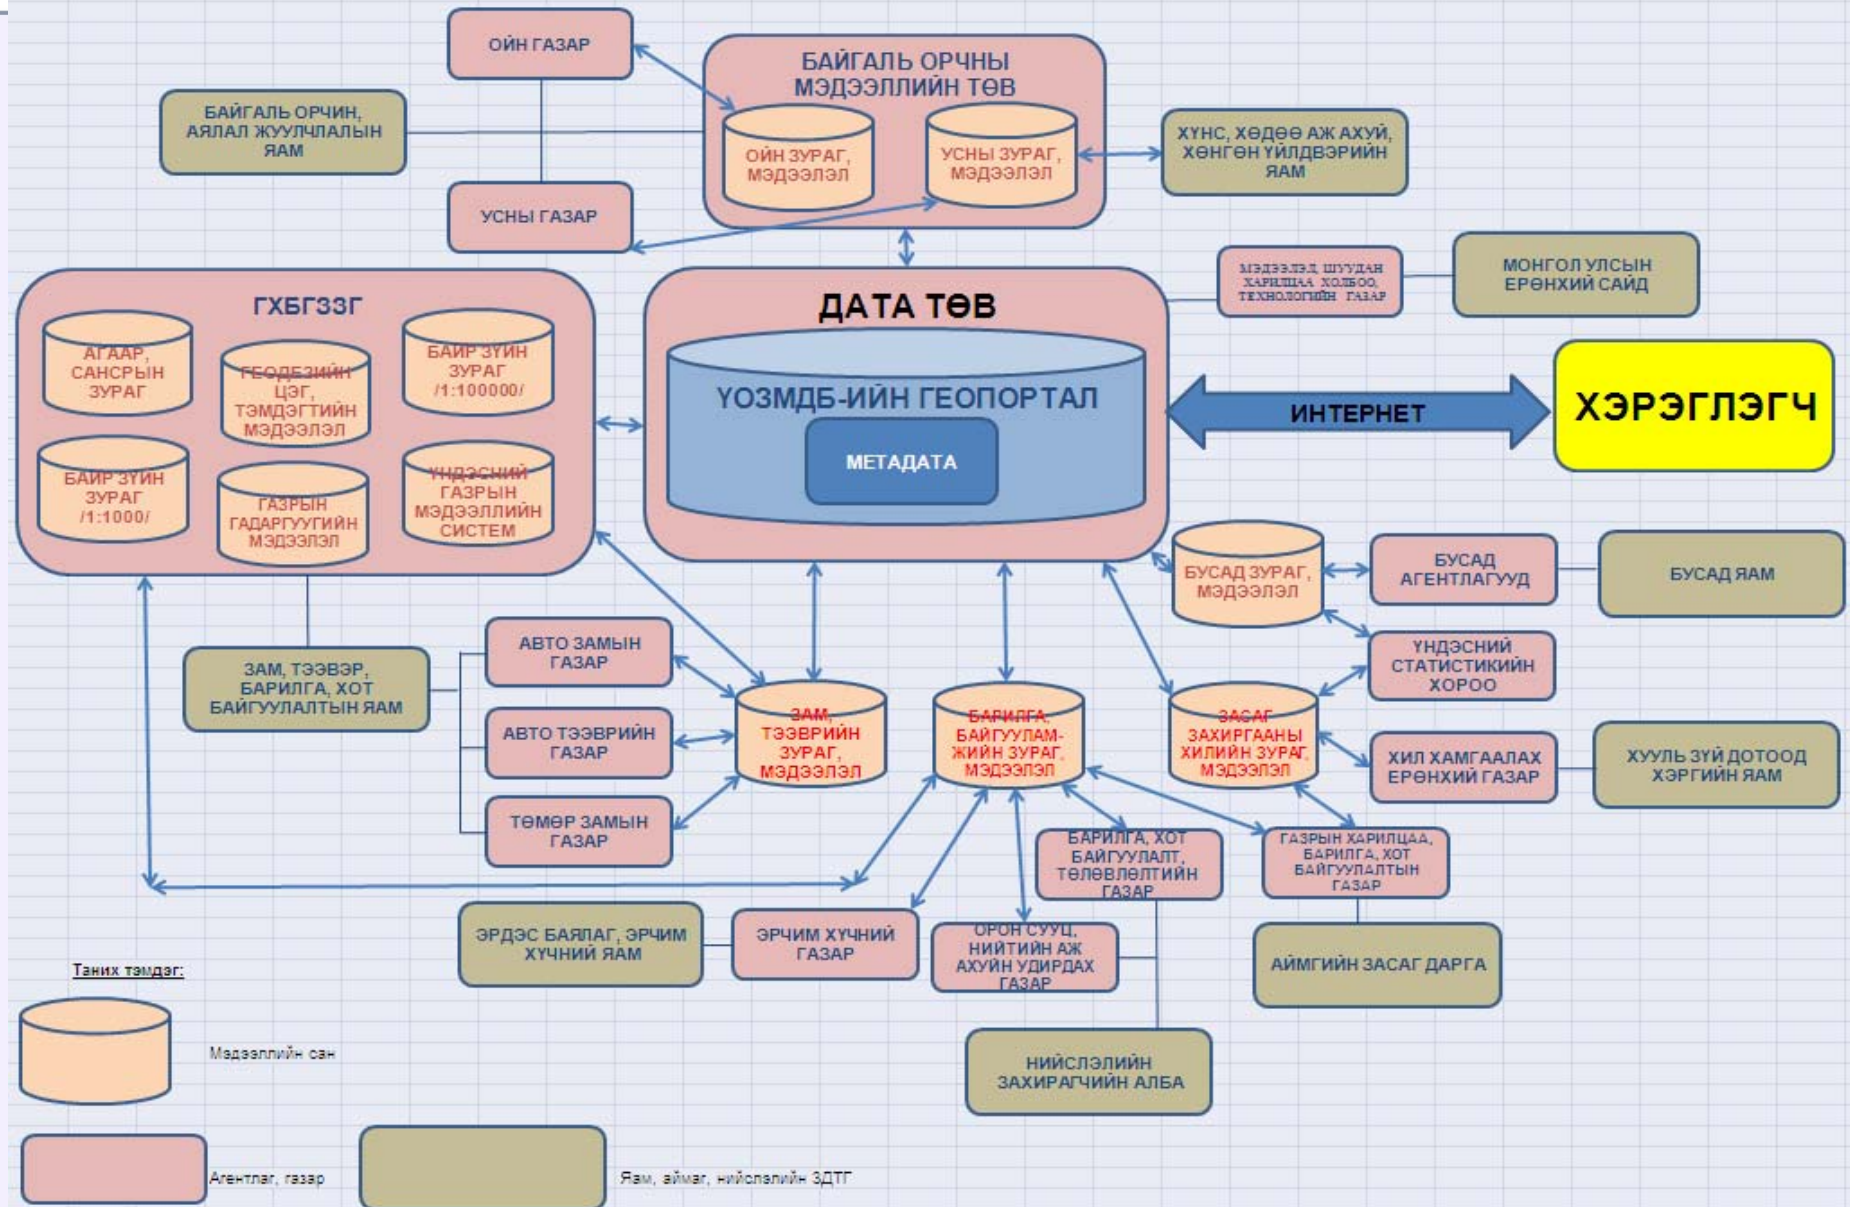 ОЙН ГАЗАР
БАЙГАЛЬ ОРЧНЫ
МЭДЭЭЛЛИЙН ТӨВ
БАЙГАЛЬ ОРЧИН,
АЯЛАЛ ЖУУЛЧЛАЛЫН
ЯАМ
ОЙН ЗУРАГ,
МЭДЭЭЛЭЛ
УСНЫ ЗУРАГ,
МЭДЭЭЛЭЛ
ХҮНС, ХӨДӨӨ АЖ АХУЙ,
ХӨНГӨН ҮЙЛДВЭРИЙН
ЯАМ
УСНЫ ГАЗАР
МЭДЭЭЛЭЛ, ШУУДАН
ХАРИЛЦАА ХОЛБОО,
ТЕХНОЛОГИЙН ГАЗАР
МОНГОЛ УЛСЫН
ЕРӨНХИЙ САЙД
ГХБГЗЗГ
АГААР,
САНСРЫН
ЗУРАГ
ГЕОДЕЗИЙН
ЦЭГ,
ТЭМДЭГТИЙН
МЭДЭЭЛЭЛ
БАЙР ЗҮЙН
ЗУРАГ
/1:100000/
БАЙР ЗҮЙН
ЗУРАГ
/1:1000/
ГАЗРЫН
ГАДАРГУУГИЙН
МЭДЭЭЛЭЛ
ҮНДЭСНИЙ
ГАЗРЫН
МЭДЭЭЛЛИЙН
СИСТЕМ
ДАТА ТӨВ
ҮОЗМДБ-ИЙН ГЕОПОРТАЛ
МЕТАДАТА
ИНТЕРНЕТ
ХЭРЭГЛЭГЧ
БУСАД ЗУРАГ,
МЭДЭЭЛЭЛ
БУСАД
АГЕНТЛАГУУД
БУСАД ЯАМ
ЗАМ, ТЭЭВЭР,
БАРИЛГА, ХОТ
БАЙГУУЛАЛТЫН ЯАМ
АВТО ЗАМЫН
ГАЗАР
АВТО ТЭЭВРИЙН
ГАЗАР
ТӨМӨР ЗАМЫН
ГАЗАР
ЗАМ,
ТЭЭВРИЙН
ЗУРАГ,
МЭДЭЭЛЭЛ
БАРИЛГА,
БАЙГУУЛАМ-
ЖИЙН ЗУРАГ,
МЭДЭЭЛЭЛ
ЗАСАГ
ЗАХИРГААНЫ
ХИЛИЙН ЗУРАГ,
МЭДЭЭЛЭЛ
ҮНДЭСНИЙ
СТАТИСТИКИЙН
ХОРОО
ХИЛ ХАМГААЛАХ
ЕРӨНХИЙ ГАЗАР
ХУУЛЬ ЗҮЙ ДОТООД
ХЭРГИЙН ЯАМ
БАРИЛГА, ХОТ
БАЙГУУЛАЛТ,
ТӨЛӨВЛӨЛТИЙН
ГАЗАР
ГАЗРЫН ХАРИЛЦАА,
БАРИЛГА, ХОТ
БАЙГУУЛАЛТЫН
ГАЗАР
ЭРДЭС БАЯЛАГ, ЭРЧИМ
ХҮЧНИЙ ЯАМ
ЭРЧИМ ХҮЧНИЙ
ГАЗАР
ОРОН СУУЦ,
НИЙТИЙН АЖ
АХУЙН УДИРДАХ
ГАЗАР
АЙМГИЙН ЗАСАГ ДАРГА
НИЙСЛЭЛИЙН
ЗАХИРАГЧИЙН АЛБА
Таних тэмдэг:
Мэдээллийн сан
Агентлаг, газар
Яам, аймаг, нийслэлийн ЗДТГ